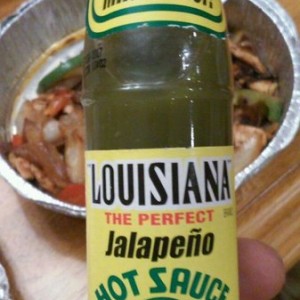 LOUISIANA
THE PERFECT
Jalapeño
HOT SAUCE